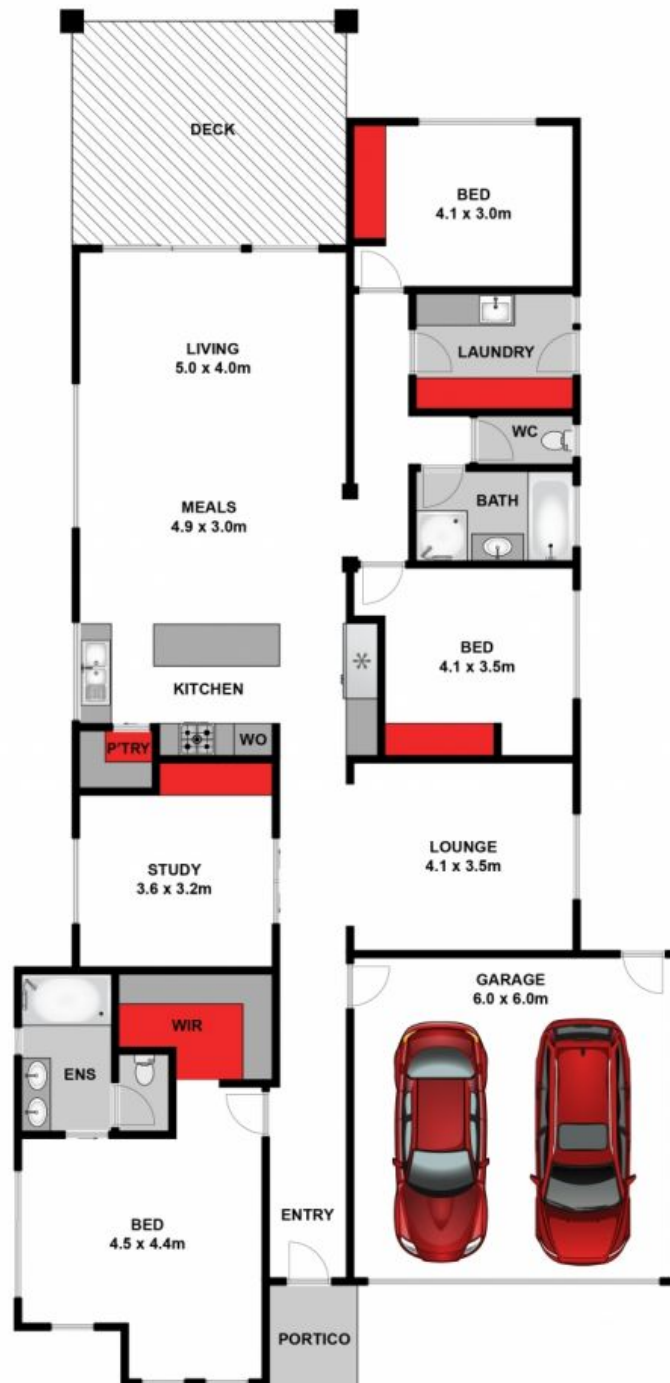 DECK
BED
4.1 x 3.0m
LIVING
5.0 x 4.0m
LAUNDRY
WC
MEALS
4.9 x 3.0m
BATH
BED
4.1 x 3.5m
KITCHEN
P'TRY
WO
LOUNGE
4.1 x 3.5m
STUDY
3.6 x 3.2m
GARAGE
6.0 x 6.0m
WIR
ENS
BED
4.5 x 4.4m
ENTRY
PORTICO